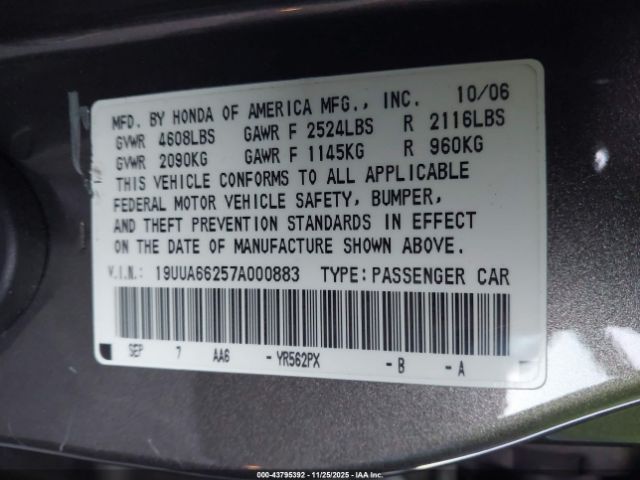 MFD. BY HONDA OF AMERICA MFG., INC. 10/06
GVWR 4608LBS GAWR F 2524LBS R 2116LBS
GVWR 2090KG GAWR F 1145KG R 960KG
THIS VEHICLE CONFORMS TO ALL APPLICABLE
FEDERAL MOTOR VEHICLE SAFETY, BUMPER,
AND THEFT PREVENTION STANDARDS IN EFFECT
ON THE DATE OF MANUFACTURE SHOWN ABOVE.
V.I.N.: 19UUA66257A000883 TYPE: PASSENGER CAR
SEP 7 AA6 - YR562PX - B - A
000-43795392 - 11/25/2025 - IAA Inc.